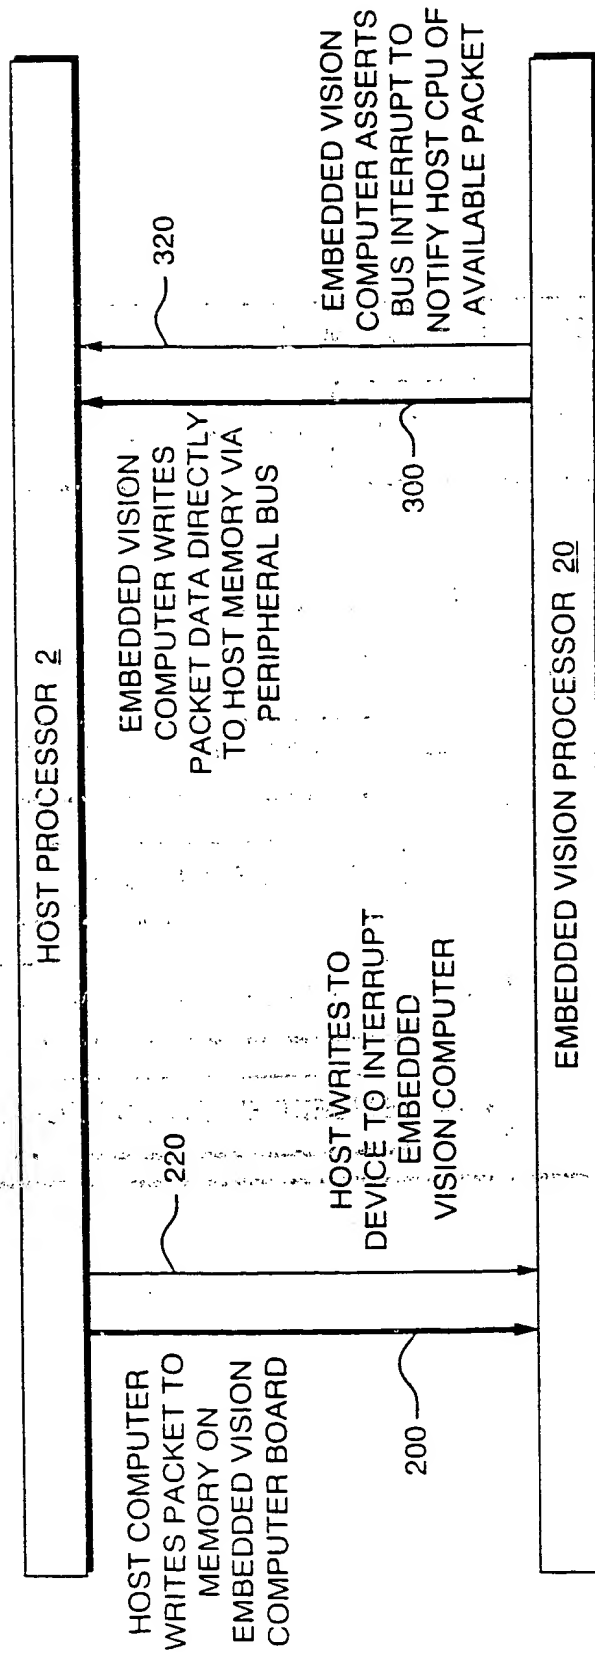 HOST PROCESSOR 2
HOST COMPUTER
WRITES PACKET TO
MEMORY ON
EMBEDDED VISION
COMPUTER BOARD
200
220
HOST WRITES TO
DEVICE TO INTERRUPT
EMBEDDED
VISION COMPUTER
EMBEDDED VISION
COMPUTER WRITES
PACKET DATA DIRECTLY
TO HOST MEMORY VIA
PERIPHERAL BUS
300
320
EMBEDDED VISION
COMPUTER ASSERTS
BUS INTERRUPT TO
NOTIFY HOST CPU OF
AVAILABLE PACKET
EMBEDDED VISION PROCESSOR 20